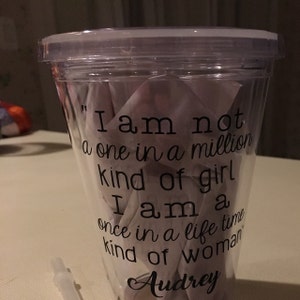 "I am not
a one in a million
kind of girl
I am a
once in a life time
kind of woman"
Audrey